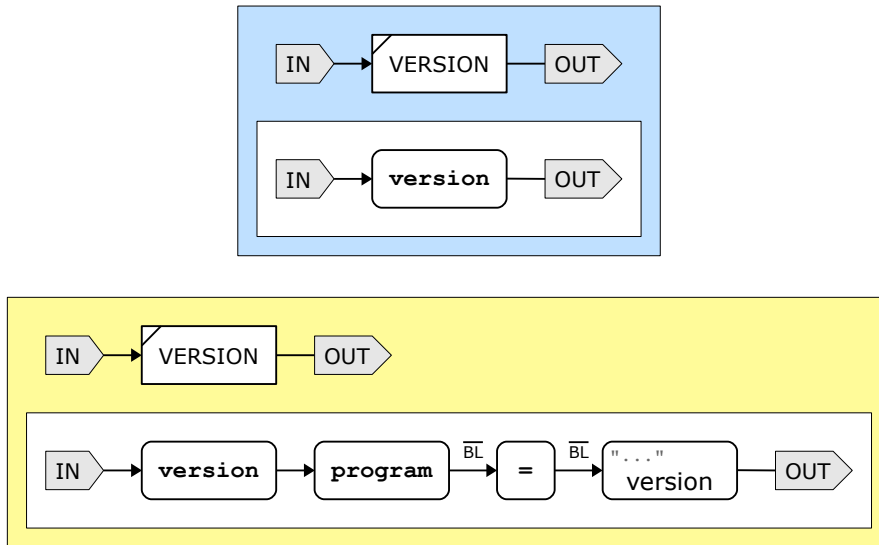 IN VERSION OUT
IN version OUT
IN VERSION OUT
IN version program BL = BL "..." version OUT